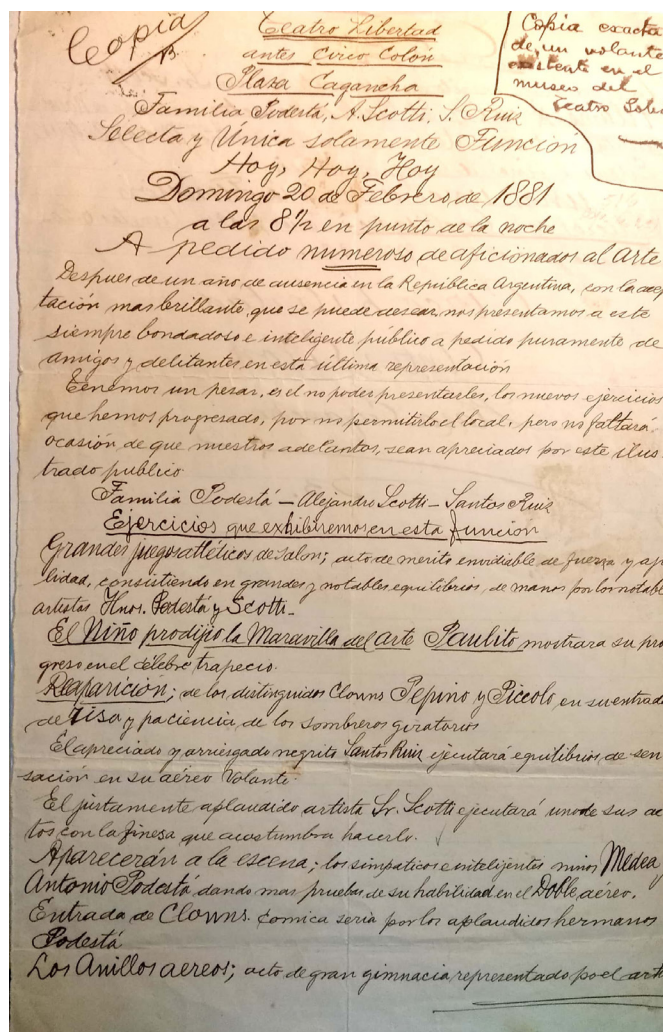 Copia
Teatro Libertad
antes Circo Colón
Plaza Cagancha
Copia exacta
de un volante
existente en el
museo del
Teatro Solís
Familia Podestá, A. Scotti, S. Ruiz
Selecta y Única solamente Función
Hoy, Hoy, Hoy
Domingo 20 de Febrero de 1881
a las 8½ en punto de la noche
A pedido numeroso de aficionados al Arte
Despues de un año de ausencia en la República Argentina, con la acep
tación mas brillante, que se puede desear, nos presentamos a este
siempre bondadoso e inteligente público a pedido puramente de
amigos y delitantes en esta última representación
Tenemos un pesar, es el no poder presentarles, los nuevos ejercicios
que hemos progresado, por no permitirlo el local, pero no faltará
ocasión de que nuestros adelantos, sean apreciados por este ilus
trado publico
Familia Podestá - Alejandro Scotti - Santos Ruiz
Ejercicios que exhibiremos en esta función
Grandes juegos atléticos de salon; acto de merito envidiable de fuerza y agi
lidad, consistiendo en grandes y notables equilibrios, de manos por los notabl
artistas Hnos. Podestá y Scotti -
El Niño prodijio la Maravilla del arte Paulito mostrara su pro
greso en el célebre trapecio.
Reaparición; de los distinguidos Clowns Pepino y Piccolo en su entrad
de risa y paciencia de los sombreros giratorios
El apreciado y arriesgado negrito Santos Ruiz ejecutará equilibrios, de sen
sación en su aéreo Volante.
El justamente aplaudido artista Sr. Scotti ejecutará uno de sus ac
tos con la finesa que acostumbra hacerlo.
Aparecerán a la escena; los simpaticos e inteligentes niños Medea y
Antonio Podestá dando mas pruebas de su habilidad en el Doble aéreo.
Entrada de Clowns. comica seria por los aplaudidos hermanos
Podestá
Los Anillos aereos; acto de gran gimnacia representado po el arti